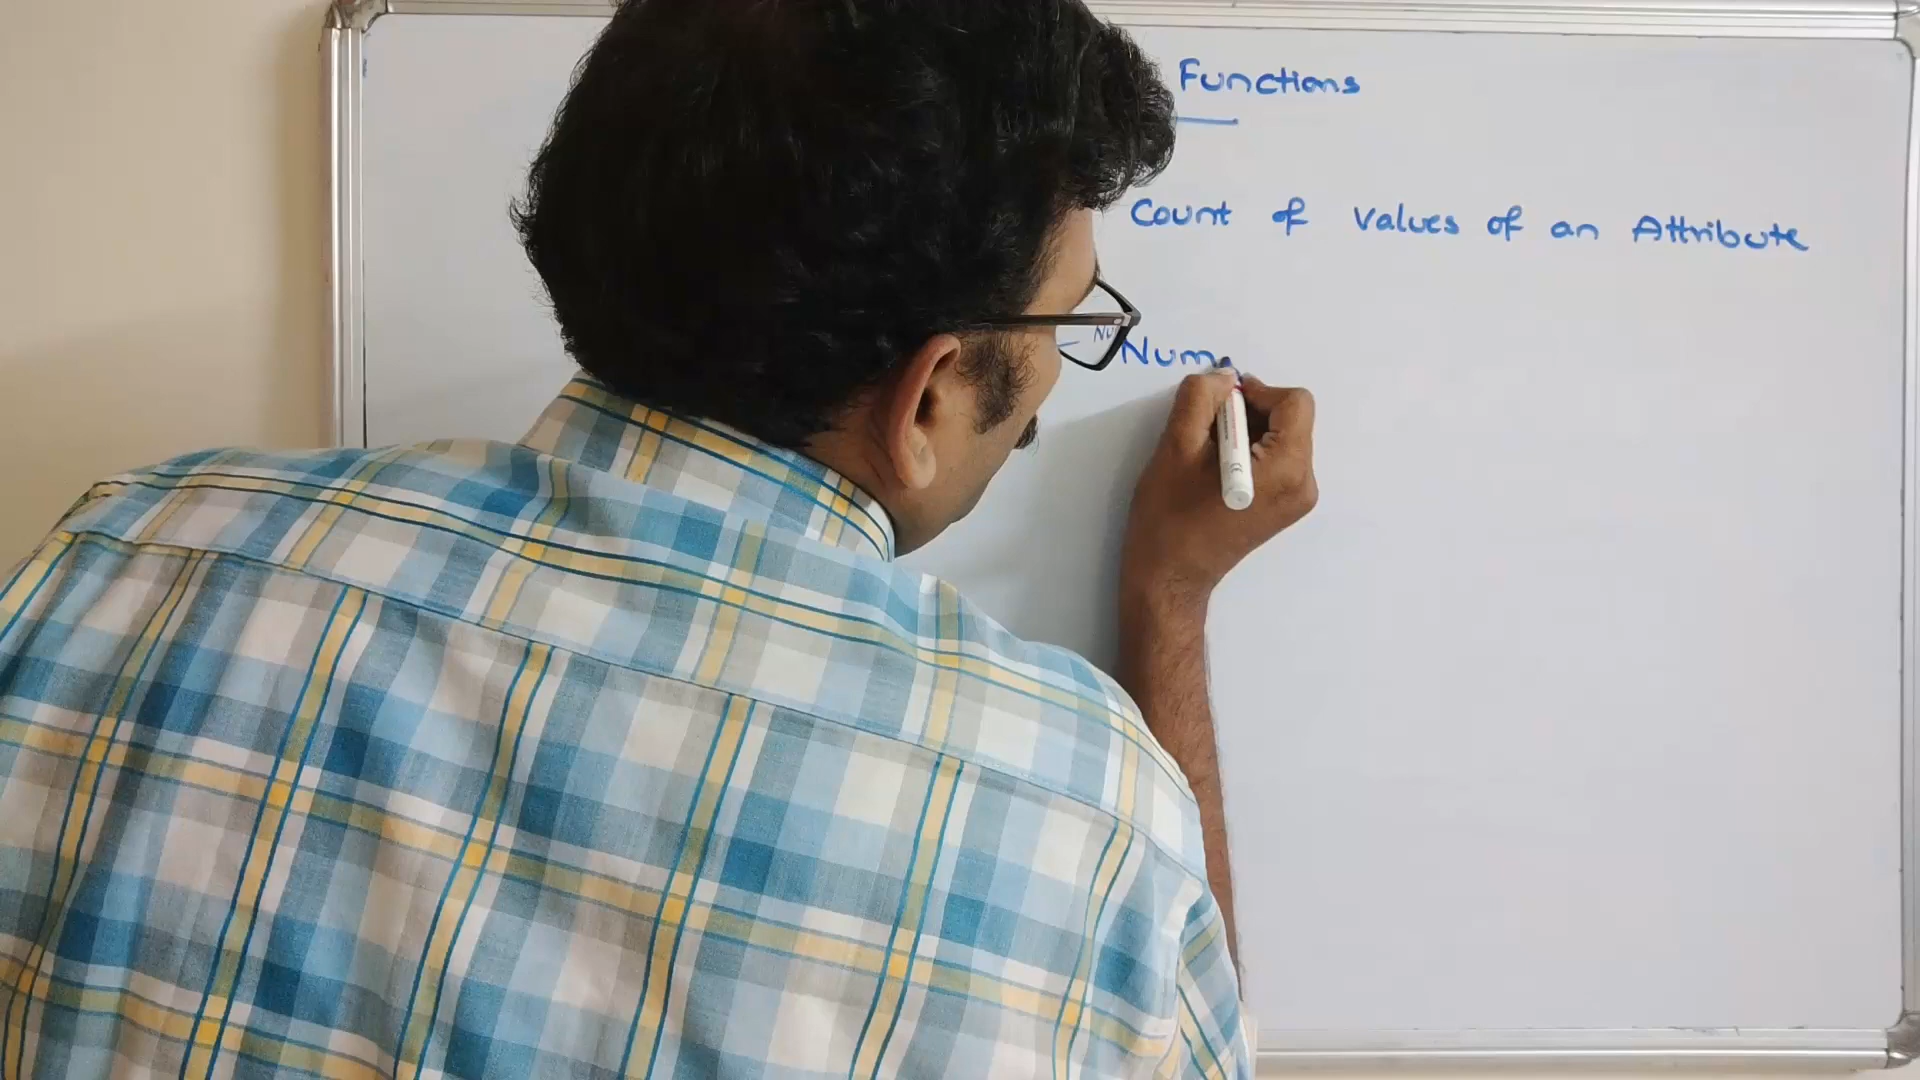 Functions
Count of Values of an Attribute
Num